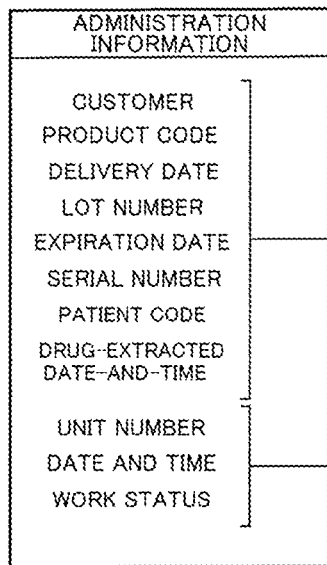 ADMINISTRATION
INFORMATION
CUSTOMER
PRODUCT CODE
DELIVERY DATE
LOT NUMBER
EXPIRATION DATE
SERIAL NUMBER
PATIENT CODE
DRUG-EXTRACTED
DATE-AND-TIME
UNIT NUMBER
DATE AND TIME
WORK STATUS